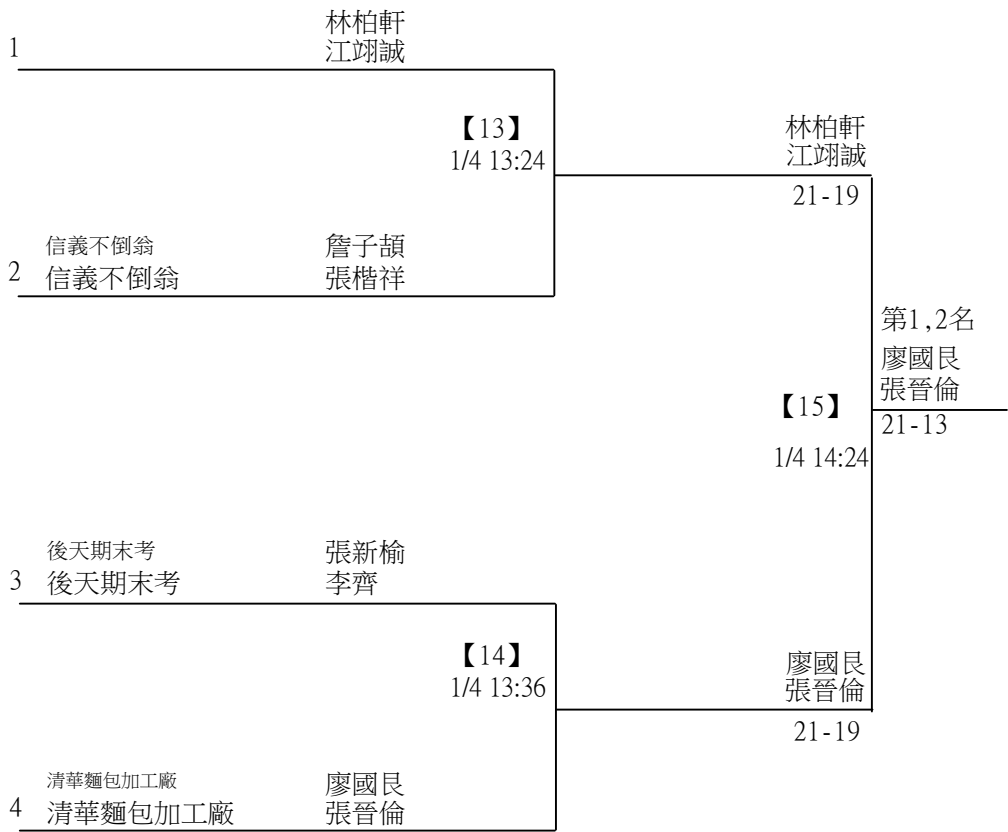 林柏軒
1 江翊誠
【13】
1/4 13:24
林柏軒
江翊誠
21-19
信義不倒翁 詹子頡
2 信義不倒翁 張楷祥
第1,2名
廖國艮
張晉倫
【15】
21-13
1/4 14:24
後天期末考 張新榆
3 後天期末考 李齊
【14】
1/4 13:36
廖國艮
張晉倫
21-19
清華麵包加工廠 廖國艮
4 清華麵包加工廠 張晉倫